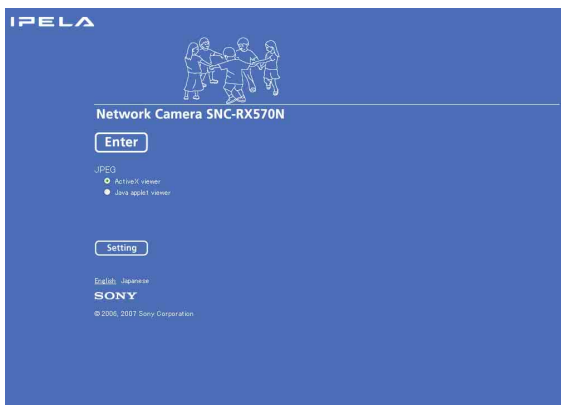 IPELA
Network Camera SNC-RX570N
Enter
JPEG
ActiveX viewer
Java applet viewer
Setting
English Japanese
SONY
© 2006, 2007 Sony Corporation